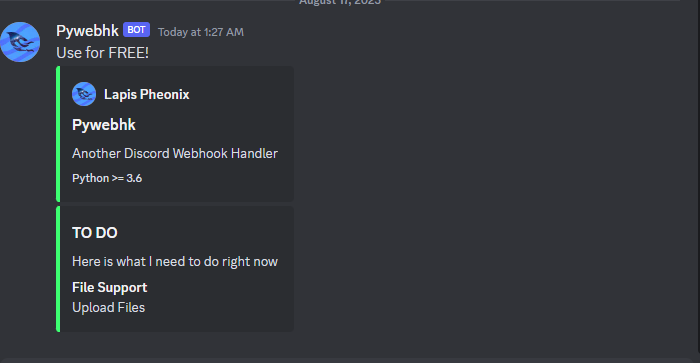 August 17, 2023
Pywebhk BOT Today at 1:27 AM
Use for FREE!
Lapis Pheonix
Pywebhk
Another Discord Webhook Handler
Python >= 3.6
TO DO
Here is what I need to do right now
File Support
Upload Files